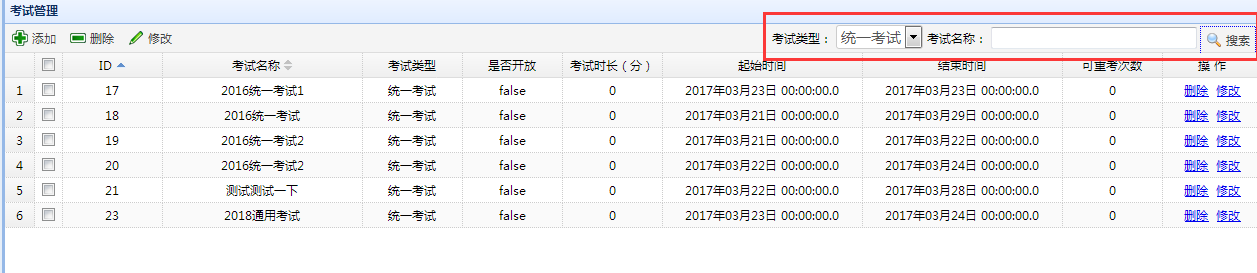 考试管理
添加 删除 修改 考试类型： 统一考试 考试名称： 搜索
ID 考试名称 考试类型 是否开放 考试时长（分） 起始时间 结束时间 可重考次数 操 作
1 17 2016统一考试1 统一考试 false 0 2017年03月23日 00:00:00.0 2017年03月23日 00:00:00.0 0 删除 修改
2 18 2016统一考试 统一考试 false 0 2017年03月21日 00:00:00.0 2017年03月29日 00:00:00.0 0 删除 修改
3 19 2016统一考试2 统一考试 false 0 2017年03月21日 00:00:00.0 2017年03月22日 00:00:00.0 0 删除 修改
4 20 2016统一考试2 统一考试 false 0 2017年03月22日 00:00:00.0 2017年03月24日 00:00:00.0 0 删除 修改
5 21 测试测试一下 统一考试 false 0 2017年03月22日 00:00:00.0 2017年03月28日 00:00:00.0 0 删除 修改
6 23 2018通用考试 统一考试 false 0 2017年03月23日 00:00:00.0 2017年03月24日 00:00:00.0 0 删除 修改